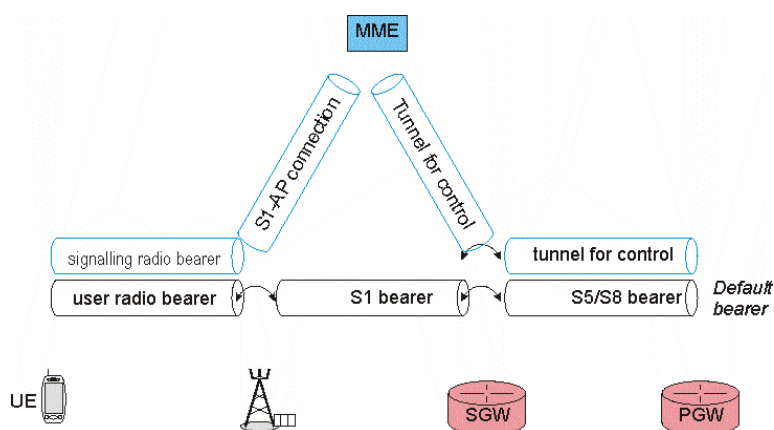 MME
S1-AP connection
Tunnel for control
signalling radio bearer
tunnel for control
user radio bearer
S1 bearer
S5/S8 bearer
Default
bearer
UE
SGW
PGW